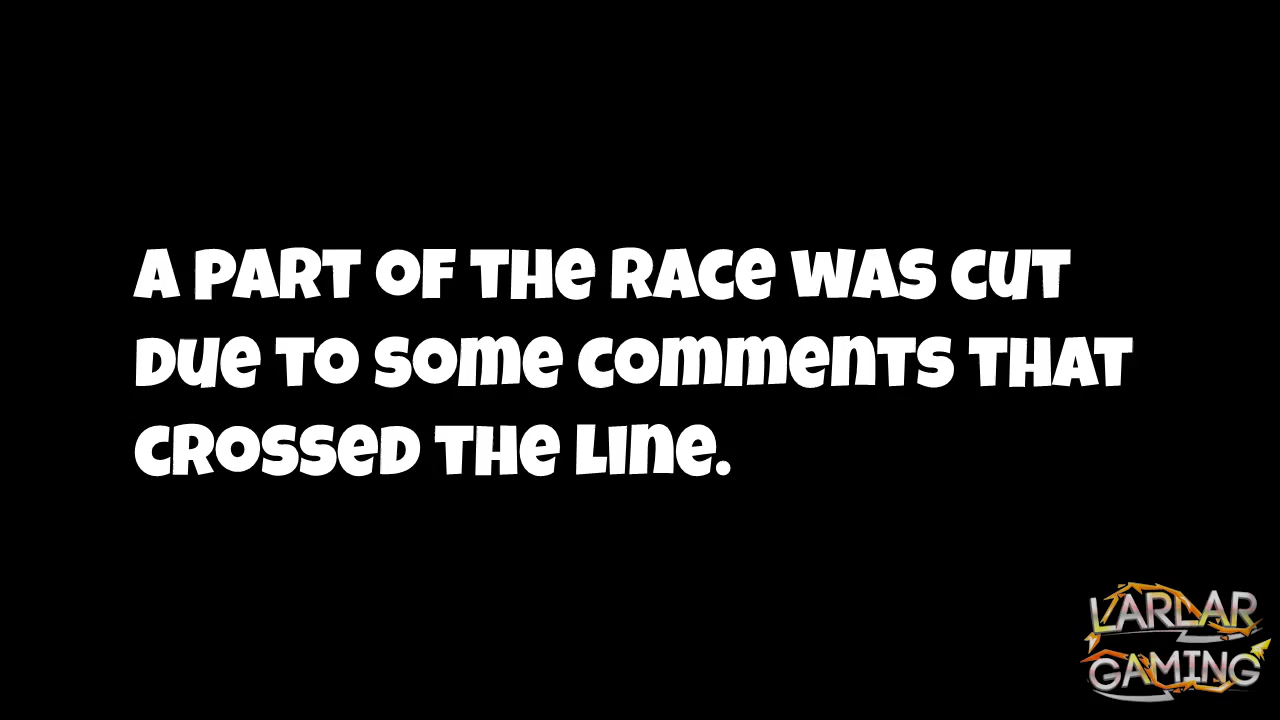 A PART OF THE RACE WAS CUT
DUE TO SOME COMMENTS THAT
CROSSED THE LINE.
LARLAR
GAMING